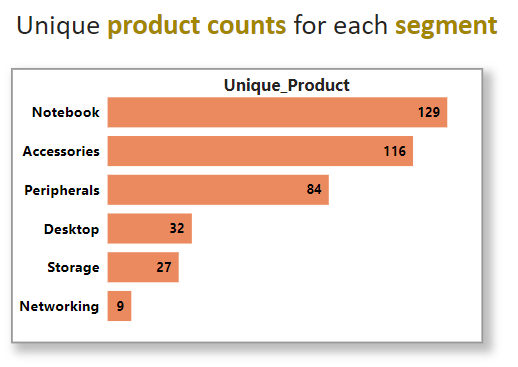 Unique product counts for each segment
Unique_Product
Notebook 129
Accessories 116
Peripherals 84
Desktop 32
Storage 27
Networking 9